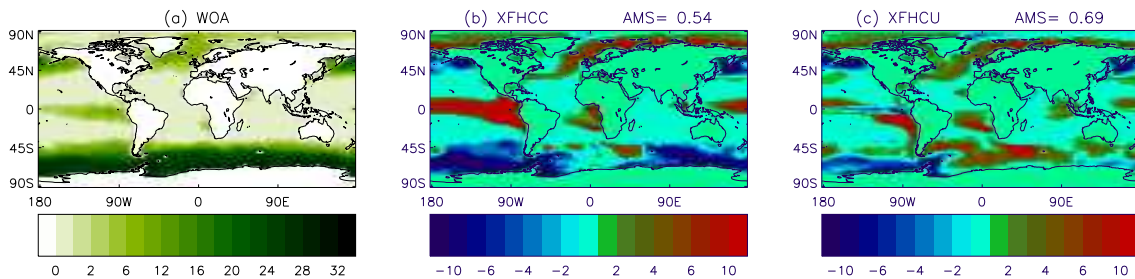 (a) WOA
90N
45N
0
45S
90S
180 90W 0 90E
0 2 6 12 16 20 24 28 32
(b) XFHCC AMS= 0.54
90N
45N
0
45S
90S
180 90W 0 90E
-10 -6 -4 -2 2 4 6 10
(c) XFHCU AMS= 0.69
90N
45N
0
45S
90S
180 90W 0 90E
-10 -6 -4 -2 2 4 6 10